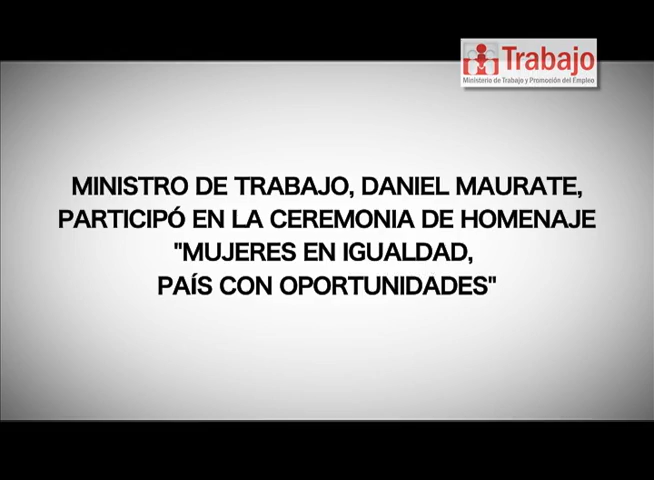 Trabajo
Ministerio de Trabajo y Promoción del Empleo
MINISTRO DE TRABAJO, DANIEL MAURATE,
PARTICIPÓ EN LA CEREMONIA DE HOMENAJE
"MUJERES EN IGUALDAD,
PAÍS CON OPORTUNIDADES"